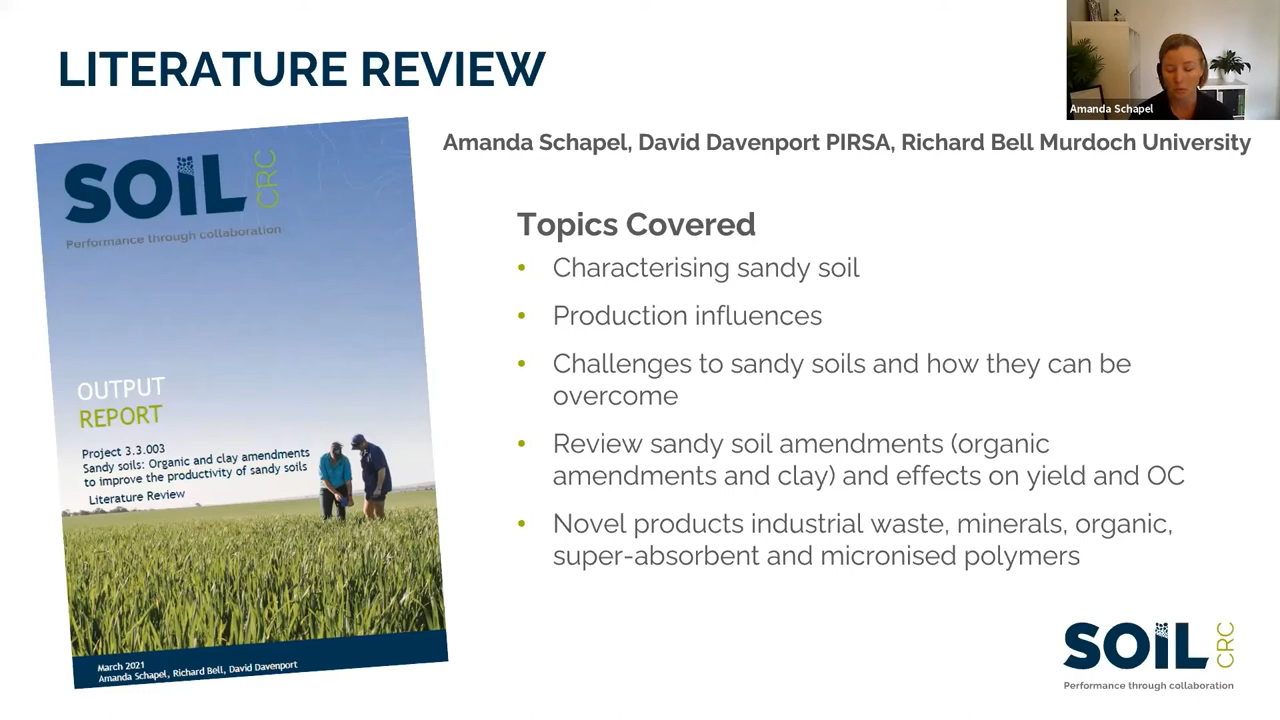 LITERATURE REVIEW
Amanda Schapel
Amanda Schapel, David Davenport PIRSA, Richard Bell Murdoch University
SOIL CRC
Performance through collaboration
OUTPUT
REPORT
Project 3.3.003
Sandy soils: Organic and clay amendments
to improve the productivity of sandy soils
Literature Review
March 2021
Amanda Schapel, Richard Bell, David Davenport
Topics Covered
• Characterising sandy soil
• Production influences
• Challenges to sandy soils and how they can be
overcome
• Review sandy soil amendments (organic
amendments and clay) and effects on yield and OC
• Novel products industrial waste, minerals, organic,
super-absorbent and micronised polymers
SOIL CRC
Performance through collaboration